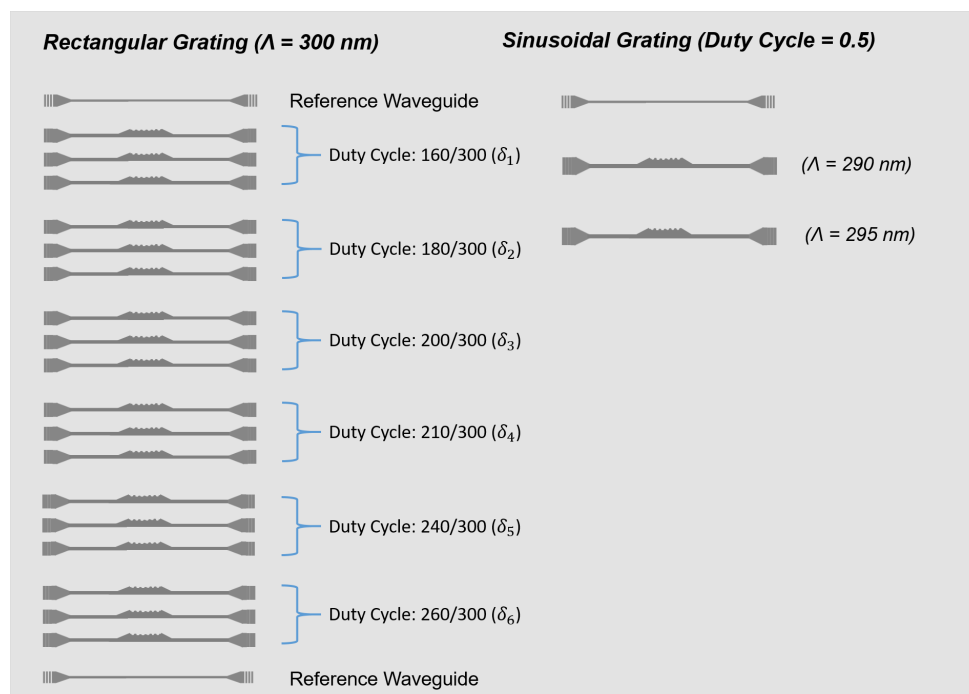 Rectangular Grating (Λ = 300 nm)
Reference Waveguide
Duty Cycle: 160/300 (δ₁)
Duty Cycle: 180/300 (δ₂)
Duty Cycle: 200/300 (δ₃)
Duty Cycle: 210/300 (δ₄)
Duty Cycle: 240/300 (δ₅)
Duty Cycle: 260/300 (δ₆)
Reference Waveguide
Sinusoidal Grating (Duty Cycle = 0.5)
(Λ = 290 nm)
(Λ = 295 nm)